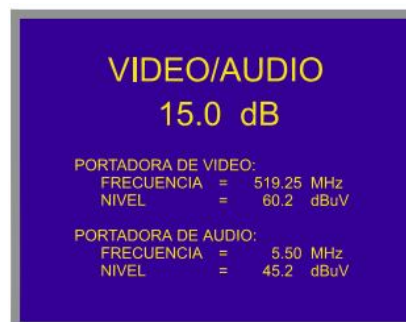 VIDEO/AUDIO
15.0 dB
PORTADORA DE VIDEO:
FRECUENCIA = 519.25 MHz
NIVEL = 60.2 dBuV
PORTADORA DE AUDIO:
FRECUENCIA = 5.50 MHz
NIVEL = 45.2 dBuV